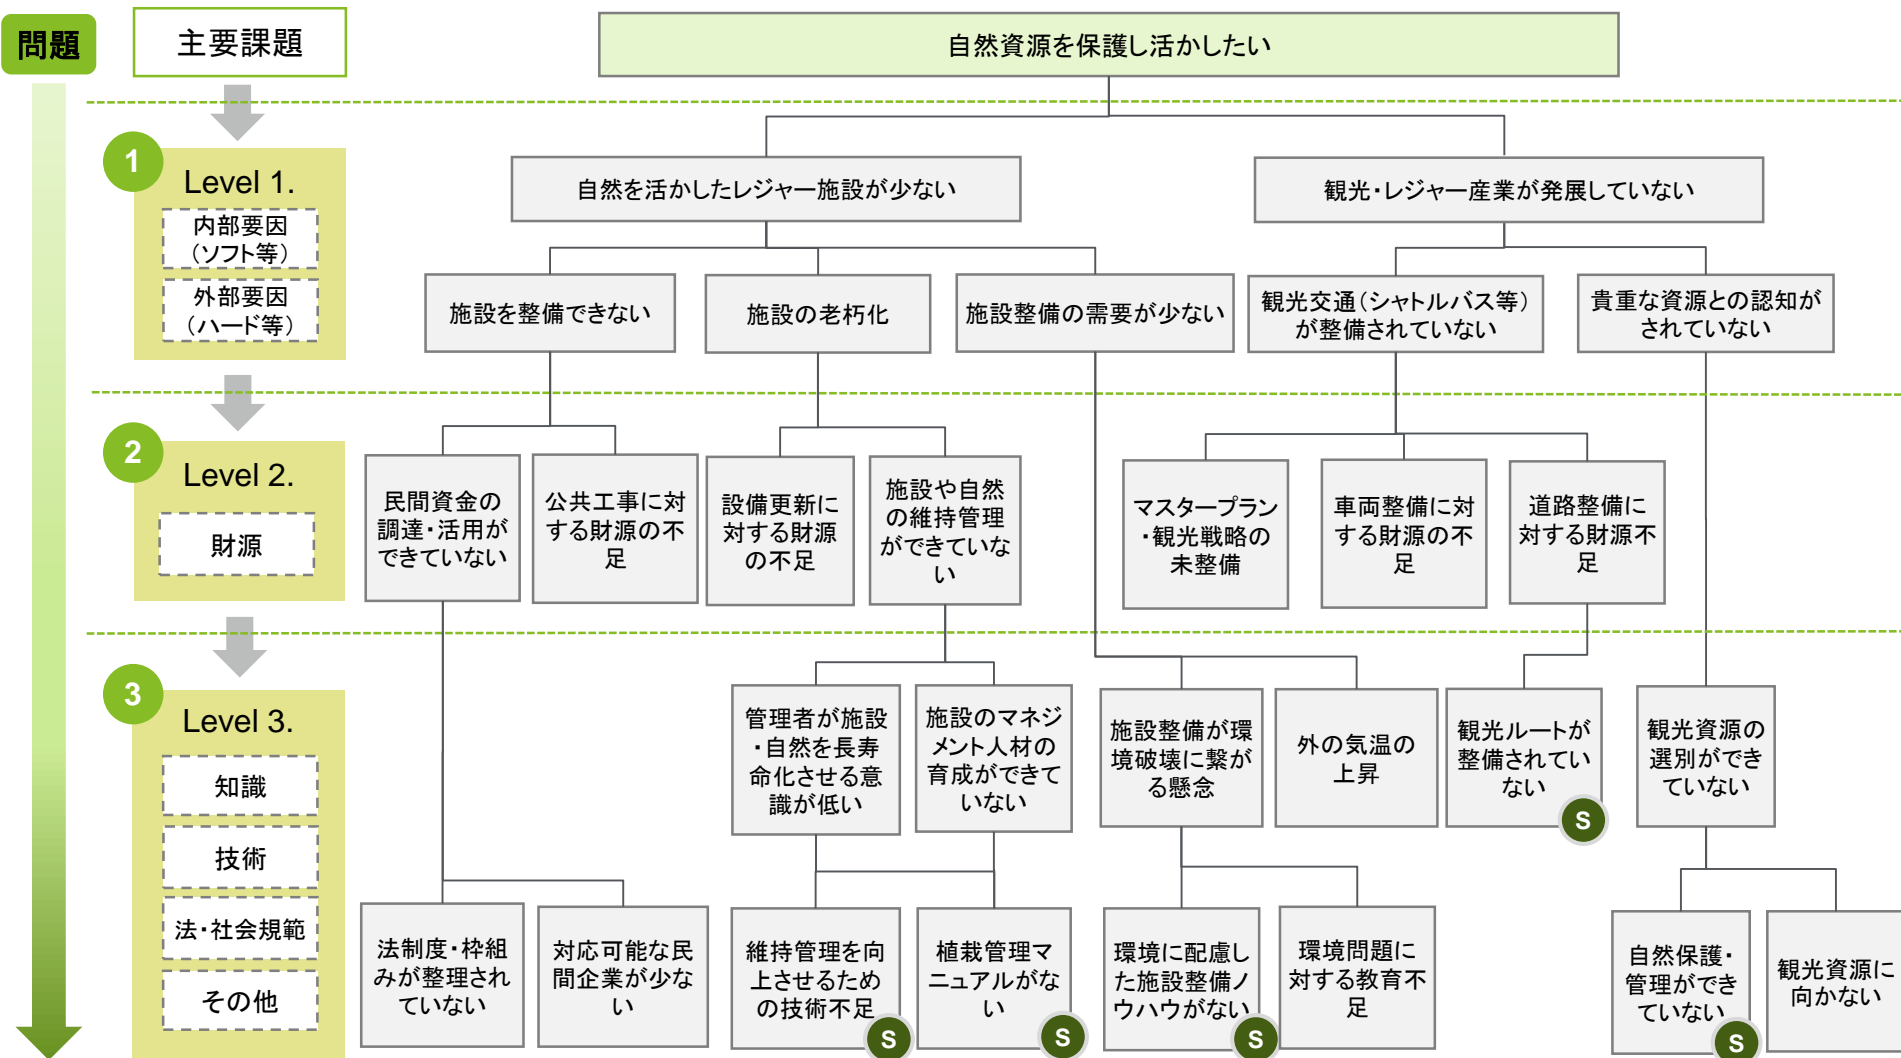 問題
主要課題
自然資源を保護し活かしたい
1
Level 1.
内部要因
（ソフト等）
外部要因
（ハード等）
自然を活かしたレジャー施設が少ない
観光・レジャー産業が発展していない
施設を整備できない
施設の老朽化
施設整備の需要が少ない
観光交通（シャトルバス等）
が整備されていない
貴重な資源との認知が
されていない
2
Level 2.
財源
民間資金の
調達・活用が
できていない
公共工事に対
する財源の不
足
設備更新に
対する財源
の不足
施設や自然
の維持管理
ができていな
い
マスタープラン
・観光戦略の
未整備
車両整備に対
する財源の不
足
道路整備に
対する財源不
足
3
Level 3.
知識
技術
法・社会規範
その他
管理者が施設
・自然を長寿
命化させる意
識が低い
施設のマネジ
メント人材の
育成ができて
いない
施設整備が環
境破壊に繋が
る懸念
外の気温の
上昇
観光ルートが
整備されてい
ない
S
観光資源の
選別ができ
ていない
法制度・枠組
みが整理され
ていない
対応可能な民
間企業が少な
い
維持管理を向
上させるため
の技術不足
S
植栽管理マ
ニュアルがな
い
S
環境に配慮し
た施設整備ノ
ウハウがない
S
環境問題に
対する教育不
足
自然保護・
管理ができ
ていない
S
観光資源に
向かない